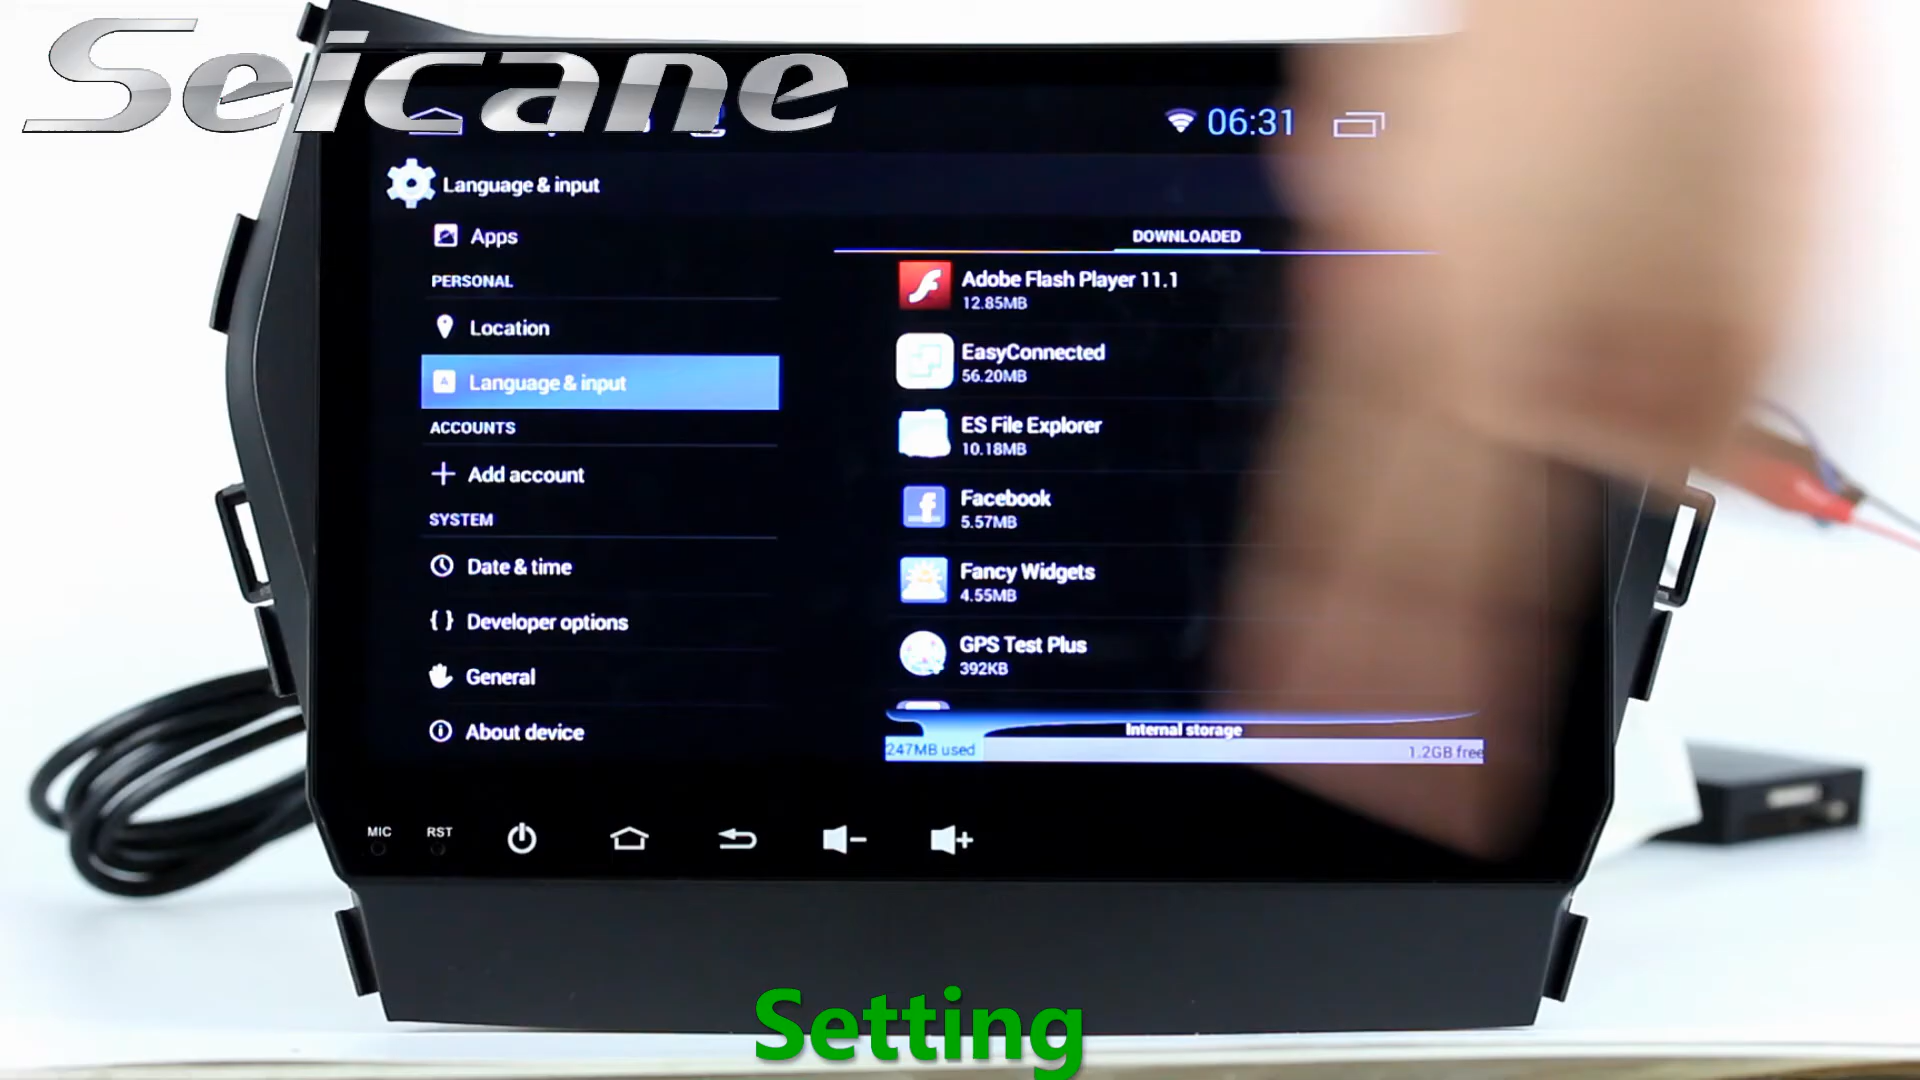 Seicane
06:31
Language & input
Apps
PERSONAL
Location
Language & input
ACCOUNTS
Add account
SYSTEM
Date & time
Developer options
General
About device
DOWNLOADED
Adobe Flash Player 11.1
12.85MB
EasyConnected
56.20MB
ES File Explorer
10.18MB
Facebook
5.57MB
Fancy Widgets
4.55MB
GPS Test Plus
392KB
Internal storage
247MB used
1.2GB free
MIC
RST
Setting